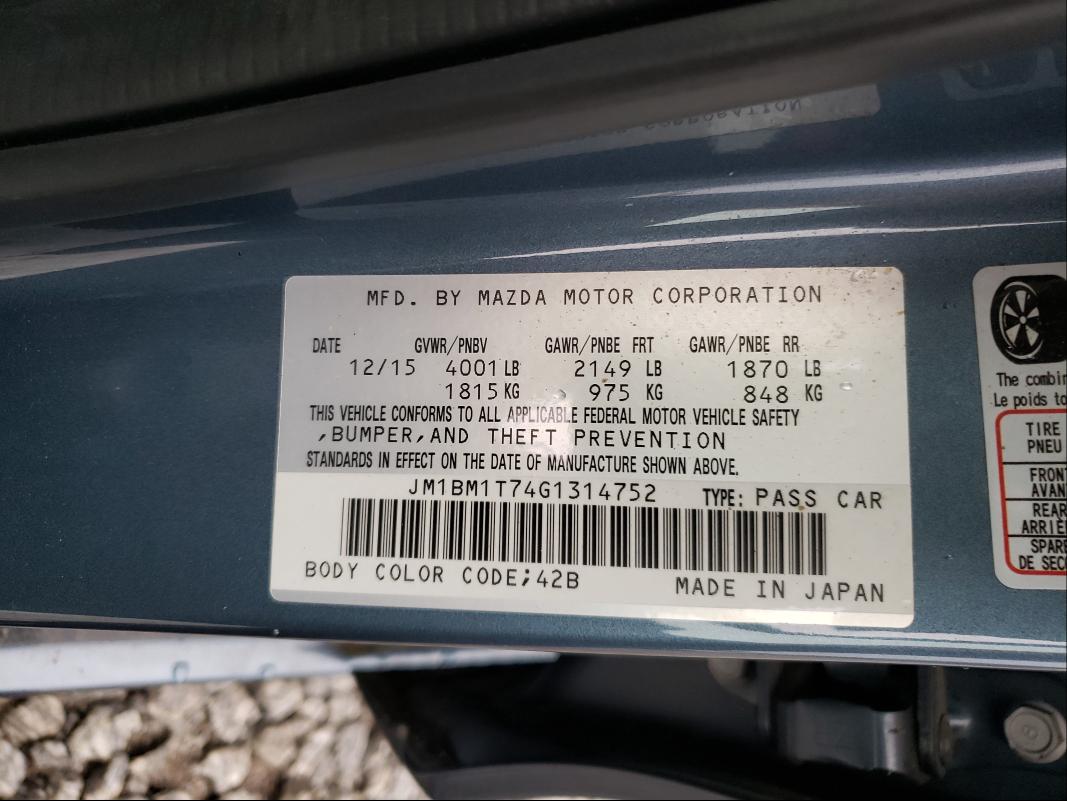 MFD. BY MAZDA MOTOR CORPORATION
DATE GVWR/PNBV GAWR/PNBE FRT GAWR/PNBE RR
12/15 4001 LB 2149 LB 1870 LB
1815 KG 975 KG 848 KG
THIS VEHICLE CONFORMS TO ALL APPLICABLE FEDERAL MOTOR VEHICLE SAFETY
,BUMPER,AND THEFT PREVENTION
STANDARDS IN EFFECT ON THE DATE OF MANUFACTURE SHOWN ABOVE.
JM1BM1T74G1314752 TYPE: PASS CAR
BODY COLOR CODE;42B MADE IN JAPAN
The combin
Le poids to
TIRE
PNEU
FRONT
AVAN
REAR
ARRIÈ
SPARE
DE SEC